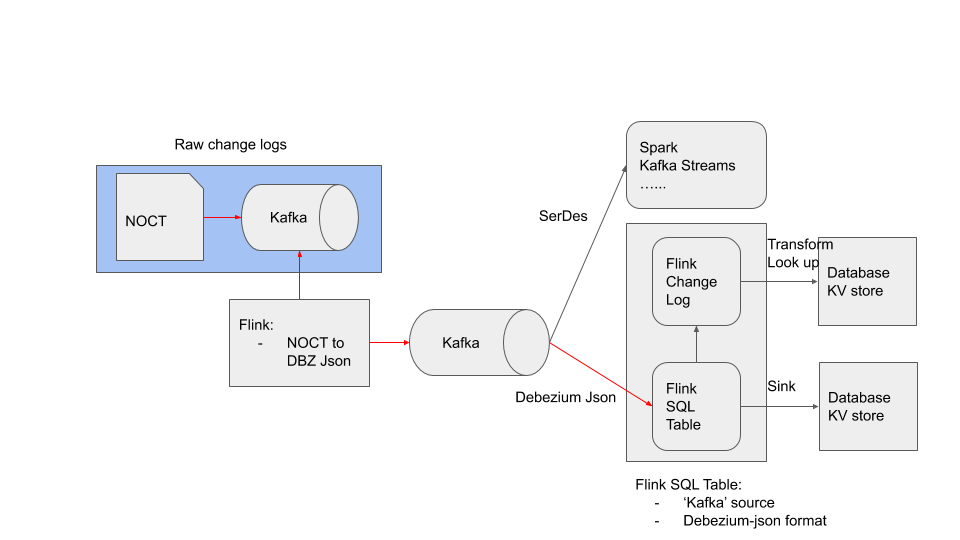 Raw change logs
NOCT
Kafka
Flink:
- NOCT to
DBZ Json
Kafka
SerDes
Debezium Json
Spark
Kafka Streams
…...
Flink
Change
Log
Transform
Look up
Database
KV store
Flink
SQL
Table
Sink
Database
KV store
Flink SQL Table:
- ‘Kafka’ source
- Debezium-json format